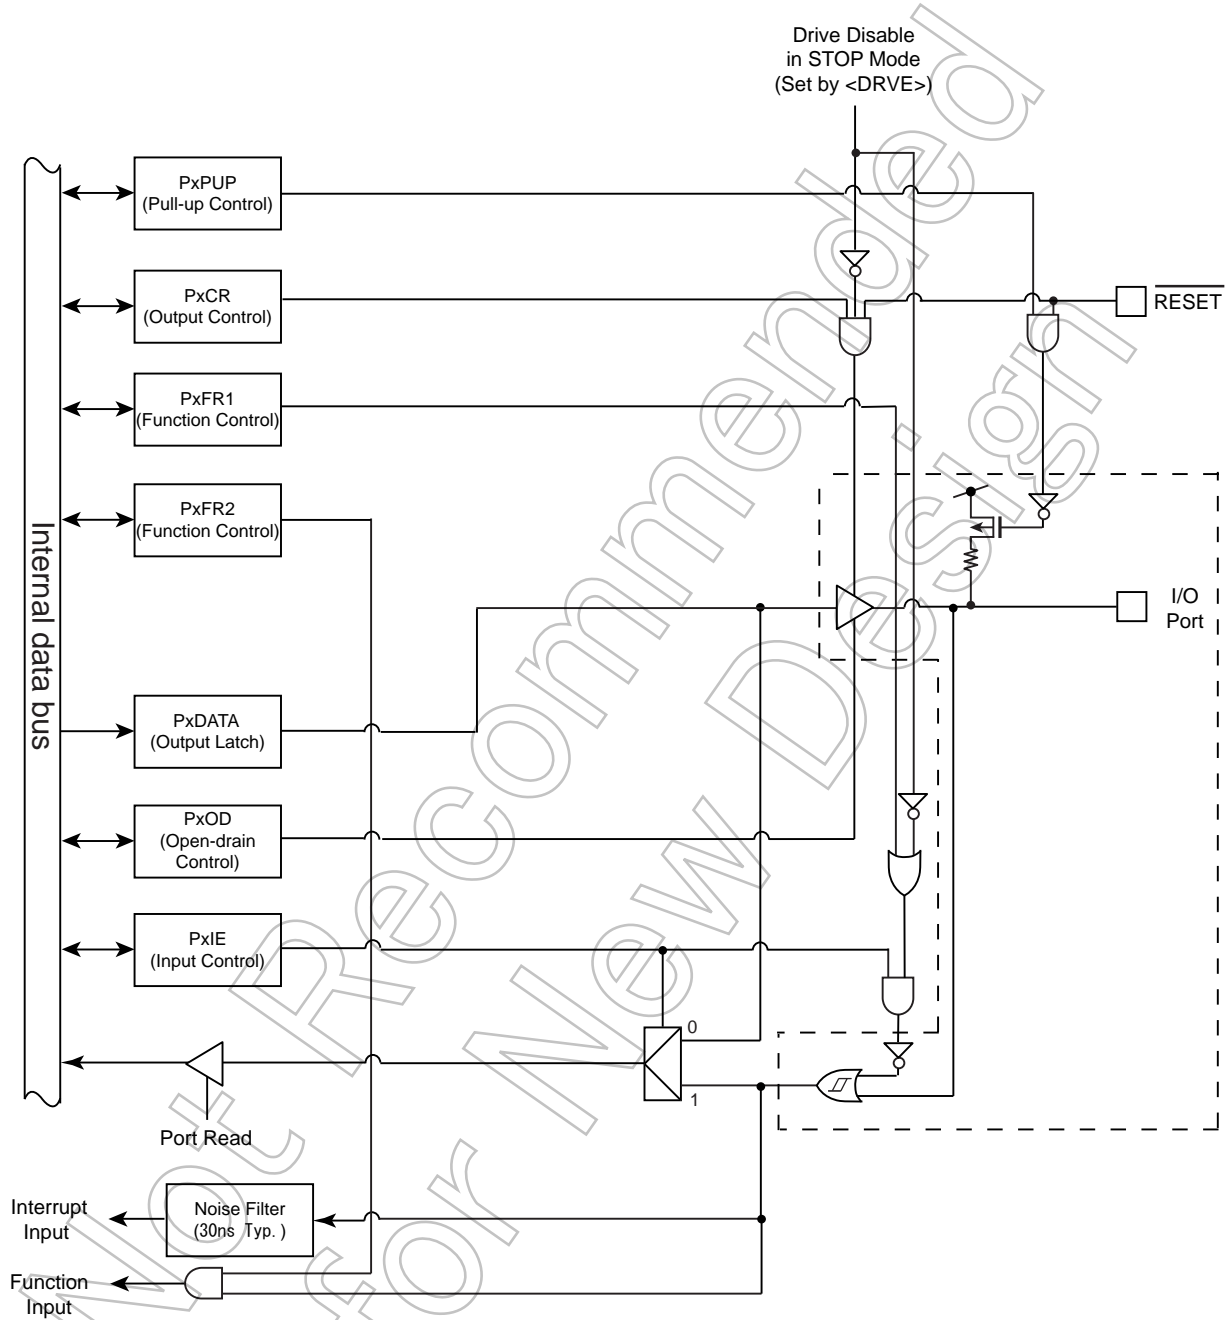 Drive Disable
in STOP Mode
(Set by <DRVE>)
PxPUP
(Pull-up Control)
PxCR
(Output Control)
RESET
PxFR1
(Function Control)
PxFR2
(Function Control)
Internal data bus
I/O
Port
PxDATA
(Output Latch)
PxOD
(Open-drain
Control)
PxIE
(Input Control)
0
1
Port Read
Interrupt
Input
Noise Filter
(30ns Typ.)
Function
Input
Not Recommended
for New Design